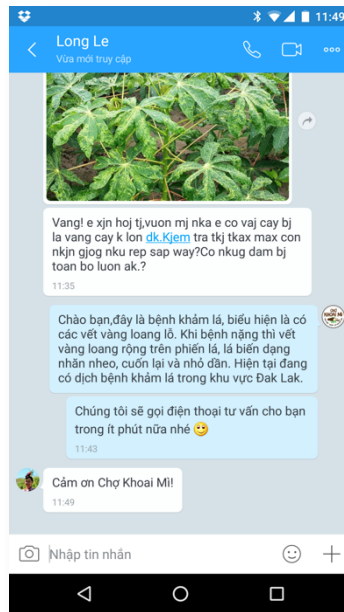 11:49
Long Le
Vừa mới truy cập
Vang! e xjn hoj tj,vuon mj nka e co vaj cay bj
la vang cay k lon dk.Kjem tra tkj tkax max con
nkjn gjog nku rep sap way?Co nkug dam bj
toan bo luon ak.?
11:35
Chào bạn,đây là bệnh khảm lá, biểu hiện là có
các vết vàng loang lỗ. Khi bệnh nặng thì vết
vàng loang rộng trên phiến lá, lá biến dạng
nhăn nheo, cuốn lại và nhỏ dần. Hiện tại đang
có dịch bệnh khảm lá trong khu vực Đak Lak.
Chúng tôi sẽ gọi điện thoại tư vấn cho bạn
trong ít phút nữa nhé
11:43
Cảm ơn Chợ Khoai Mì!
11:49
Nhập tin nhắn